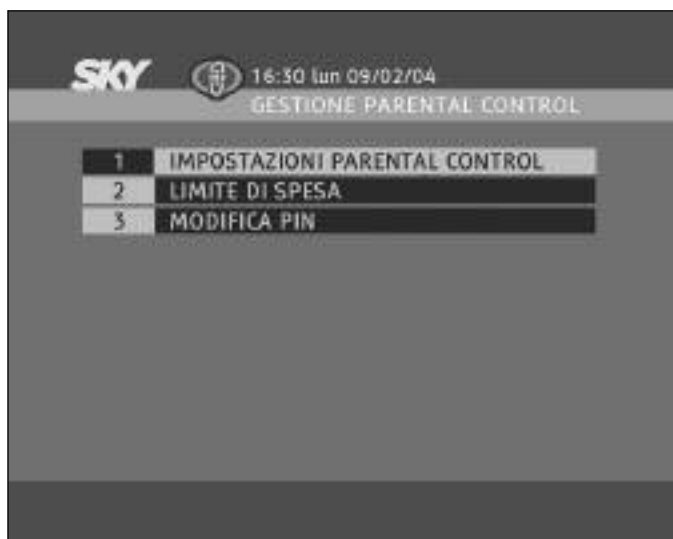 SKY 16:30 lun 09/02/04
GESTIONE PARENTAL CONTROL
1 IMPOSTAZIONI PARENTAL CONTROL
2 LIMITE DI SPESA
3 MODIFICA PIN